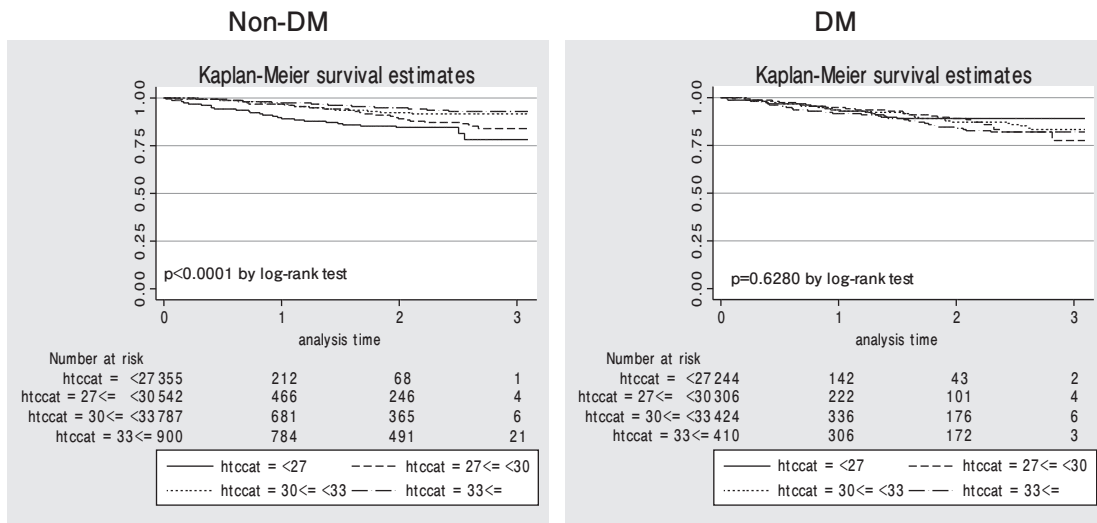 Non-DM
Kaplan-Meier survival estimates
1.00
0.75
0.50
0.25
0.00
p<0.0001 by log-rank test
0 1 2 3
analysis time
Number at risk
htccat = <27 355 212 68 1
htccat = 27<= <30 542 466 246 4
htccat = 30<= <33 787 681 365 6
htccat = 33<= 900 784 491 21
htccat = <27 htccat = 27<= <30
htccat = 30<= <33 htccat = 33<=
DM
Kaplan-Meier survival estimates
1.00
0.75
0.50
0.25
0.00
p=0.6280 by log-rank test
0 1 2 3
analysis time
Number at risk
htccat = <27 244 142 43 2
htccat = 27<= <30 306 222 101 4
htccat = 30<= <33 424 336 176 6
htccat = 33<= 410 306 172 3
htccat = <27 htccat = 27<= <30
htccat = 30<= <33 htccat = 33<=